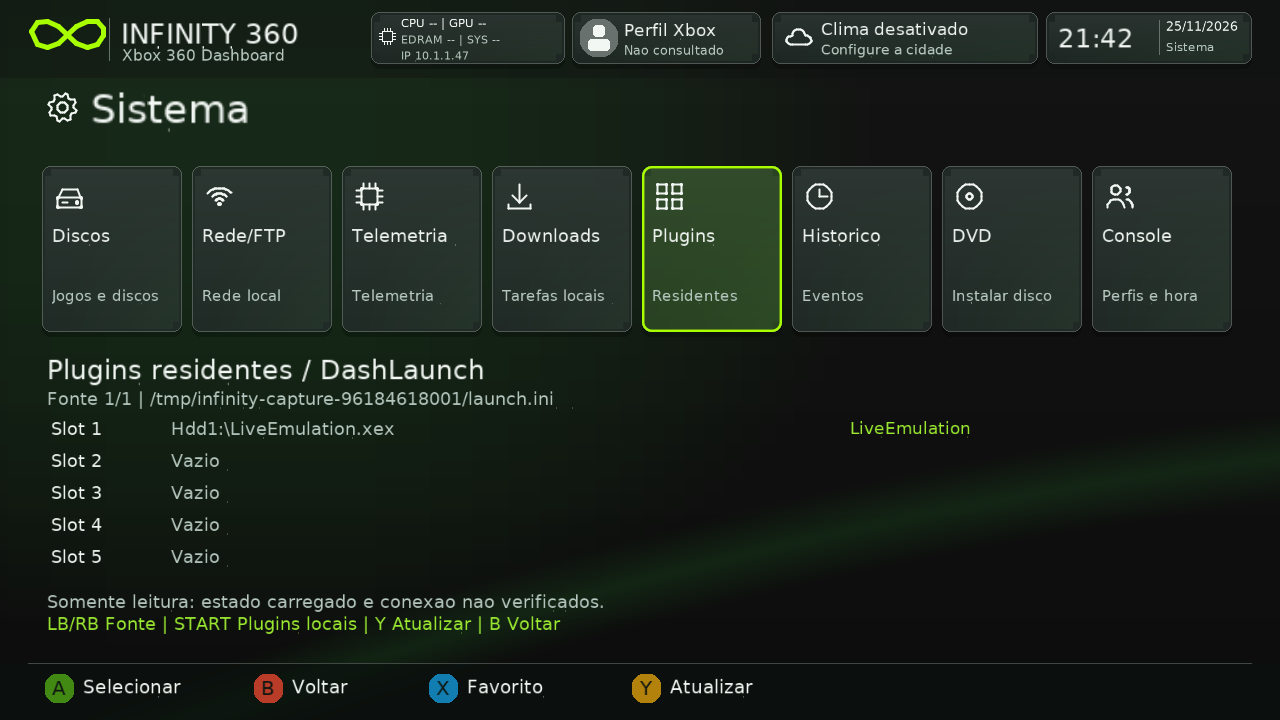 INFINITY 360
Xbox 360 Dashboard
CPU -- | GPU --
EDRAM -- | SYS --
IP 10.1.1.47
Perfil Xbox
Nao consultado
Clima desativado
Configure a cidade
21:42
25/11/2026
Sistema
Sistema
Discos
Jogos e discos
Rede/FTP
Rede local
Telemetria
Telemetria
Downloads
Tarefas locais
Plugins
Residentes
Historico
Eventos
DVD
Instalar disco
Console
Perfis e hora
Plugins residentes / DashLaunch
Fonte 1/1 | /tmp/infinity-capture-96184618001/launch.ini
Slot 1 Hdd1:\LiveEmulation.xex LiveEmulation
Slot 2 Vazio
Slot 3 Vazio
Slot 4 Vazio
Slot 5 Vazio
Somente leitura: estado carregado e conexao nao verificados.
LB/RB Fonte | START Plugins locais | Y Atualizar | B Voltar
A Selecionar B Voltar X Favorito Y Atualizar